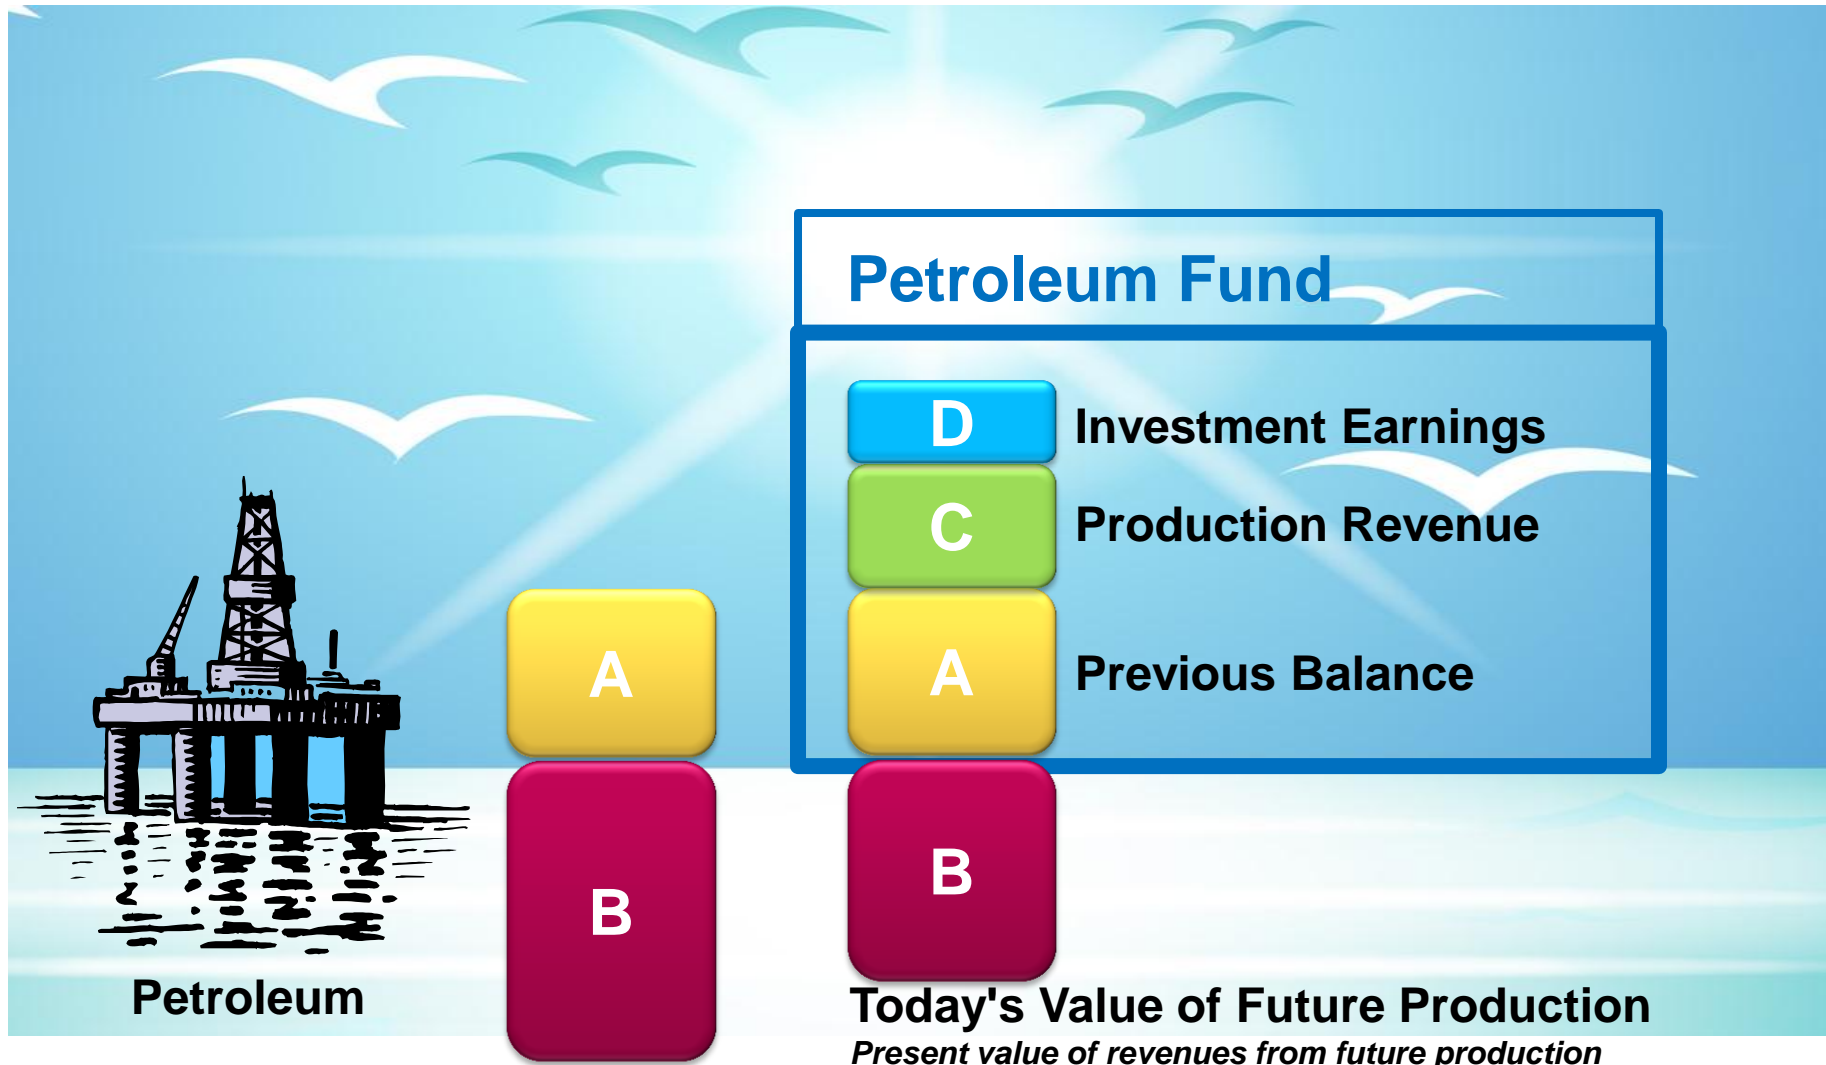 Petroleum Fund
D Investment Earnings
C Production Revenue
A A Previous Balance
B
B
Petroleum
Today's Value of Future Production
Present value of revenues from future production